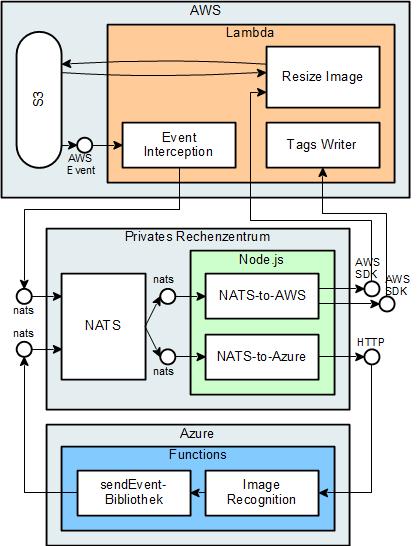 AWS
Lambda
S3
Resize Image
Event
Interception
AWS
Event
Tags Writer
Privates Rechenzentrum
Node.js
nats
nats
NATS
nats
nats
NATS-to-AWS
NATS-to-Azure
AWS
SDK
AWS
SDK
HTTP
Azure
Functions
sendEvent-
Bibliothek
Image
Recognition